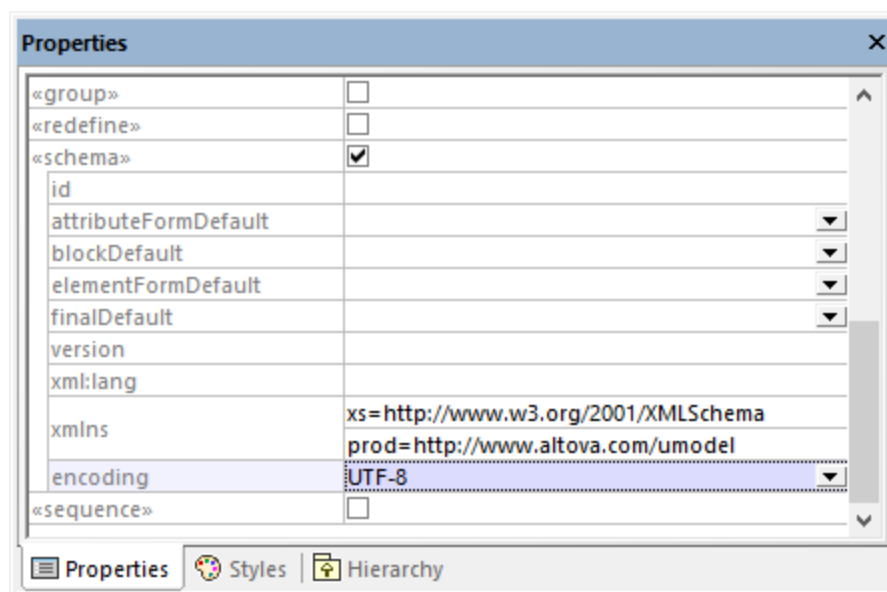 Properties
«group»
«redefine»
«schema»
id
attributeFormDefault
blockDefault
elementFormDefault
finalDefault
version
xml:lang
xmlns
xs=http://www.w3.org/2001/XMLSchema
prod=http://www.altova.com/umodel
encoding UTF-8
«sequence»
Properties Styles Hierarchy